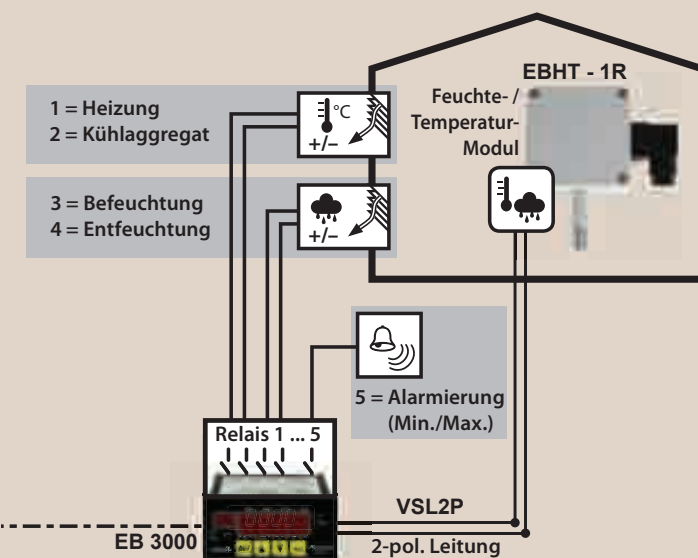 EBHT - 1R
Feuchte- /
Temperatur-
Modul
1 = Heizung
2 = Kühlaggregat
°C
+/–
3 = Befeuchtung
4 = Entfeuchtung
+/–
5 = Alarmierung
(Min./Max.)
Relais 1 ... 5
VSL2P
EB 3000
2-pol. Leitung